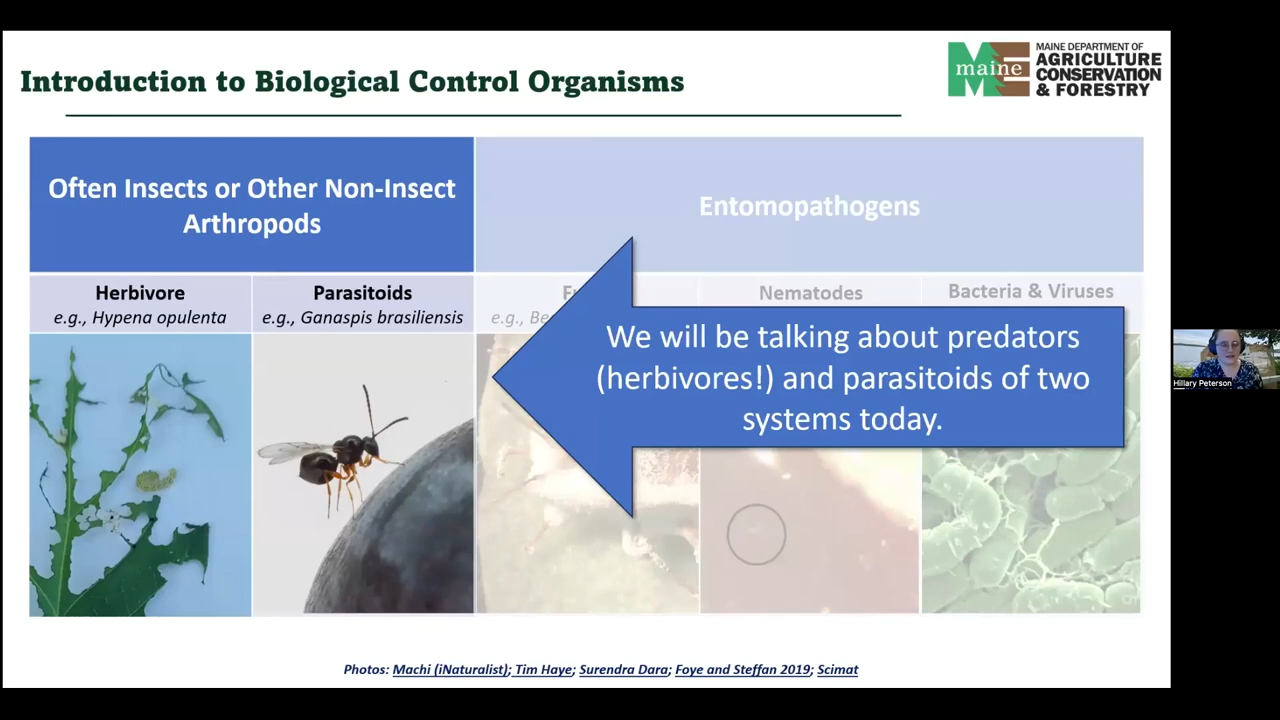 Introduction to Biological Control Organisms
maine
MAINE DEPARTMENT OF
AGRICULTURE
CONSERVATION
& FORESTRY
Often Insects or Other Non-Insect
Arthropods
Entomopathogens
Herbivore
e.g., Hypena opulenta
Parasitoids
e.g., Ganaspis brasiliensis
e.g.,
Nematodes
Bacteria & Viruses
We will be talking about predators
(herbivores!) and parasitoids of two
systems today.
Hillary Peterson
Photos: Machi (iNaturalist); Tim Haye; Surendra Dara; Foye and Steffan 2019; Scimat